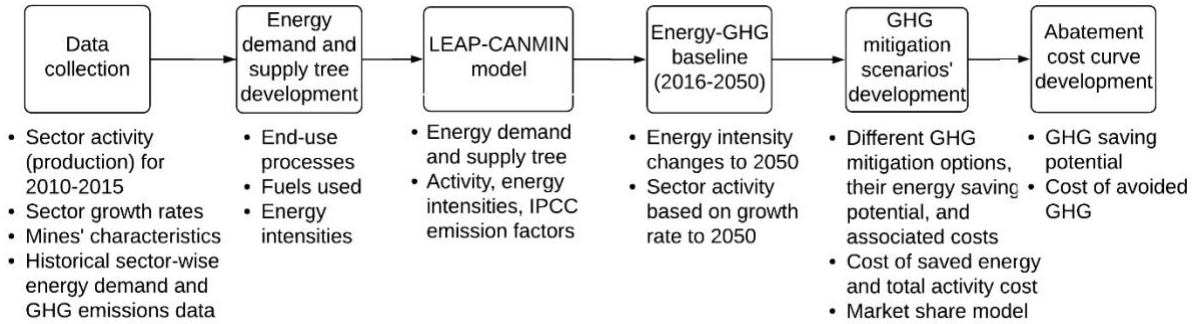 Data
collection
Energy
demand and
supply tree
development
LEAP-CANMIN
model
Energy-GHG
baseline
(2016-2050)
GHG
mitigation
scenarios'
development
Abatement
cost curve
development
• Sector activity
(production) for
2010-2015
• Sector growth rates
• Mines' characteristics
• Historical sector-wise
energy demand and
GHG emissions data
• End-use
processes
• Fuels used
• Energy
intensities
• Energy demand
and supply tree
• Activity, energy
intensities, IPCC
emission factors
• Energy intensity
changes to 2050
• Sector activity
based on growth
rate to 2050
• Different GHG
mitigation options,
their energy saving
potential, and
associated costs
• Cost of saved energy
and total activity cost
• Market share model
• GHG saving
potential
• Cost of avoided
GHG